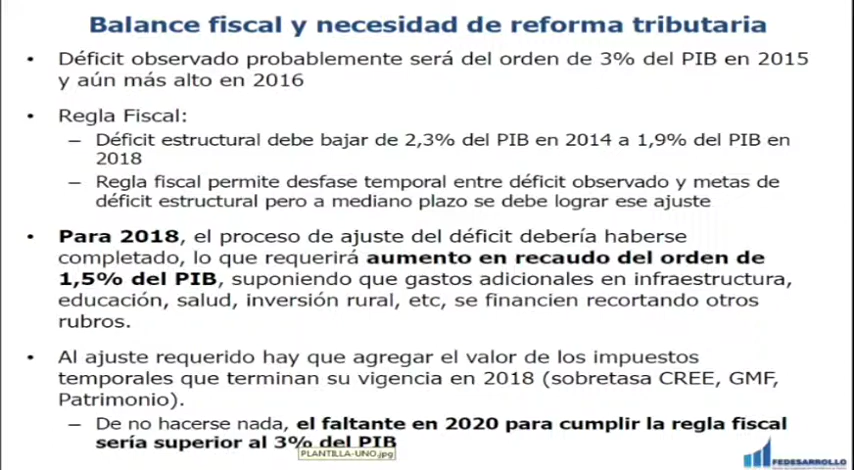 Balance fiscal y necesidad de reforma tributaria
• Déficit observado probablemente será del orden de 3% del PIB en 2015
y aún más alto en 2016
• Regla Fiscal:
– Déficit estructural debe bajar de 2,3% del PIB en 2014 a 1,9% del PIB en
2018
– Regla fiscal permite desfase temporal entre déficit observado y metas de
déficit estructural pero a mediano plazo se debe lograr ese ajuste
• Para 2018, el proceso de ajuste del déficit debería haberse
completado, lo que requerirá aumento en recaudo del orden de
1,5% del PIB, suponiendo que gastos adicionales en infraestructura,
educación, salud, inversión rural, etc, se financien recortando otros
rubros.
• Al ajuste requerido hay que agregar el valor de los impuestos
temporales que terminan su vigencia en 2018 (sobretasa CREE, GMF,
Patrimonio).
– De no hacerse nada, el faltante en 2020 para cumplir la regla fiscal
sería superior al 3% del PIB
PLANTILLA-UNO.jpg
FEDESARROLLO